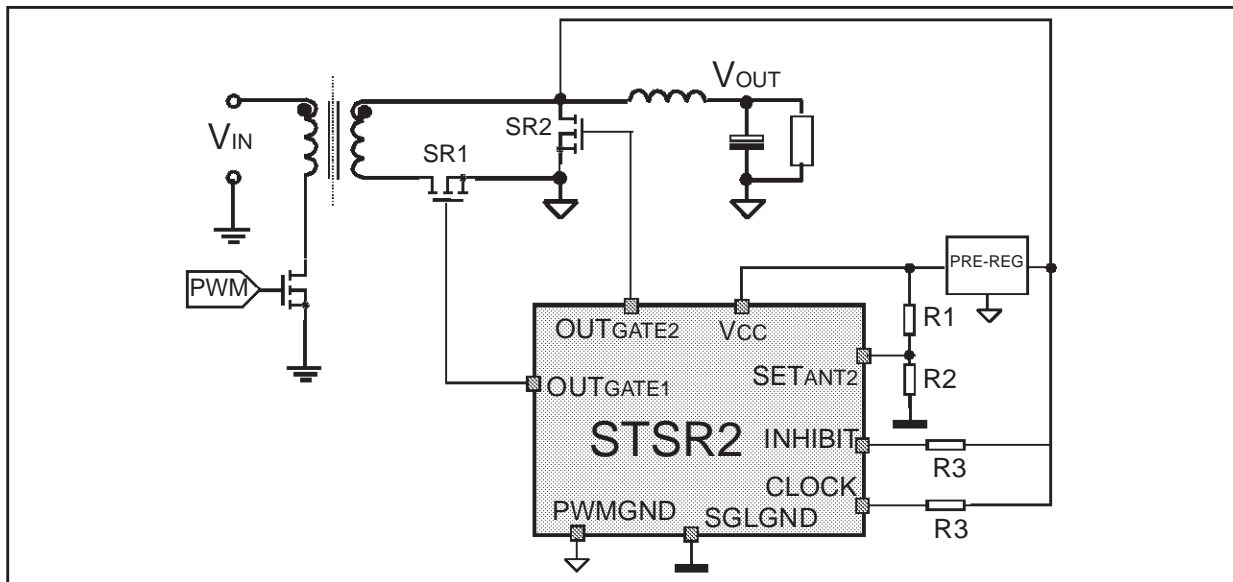 VOUT
VIN
SR2
SR1
PRE-REG
PWM
R1
OUTGATE2
VCC
SETANT2
R2
OUTGATE1
STSR2
INHIBIT
R3
CLOCK
PWMGND
SGLGND
R3